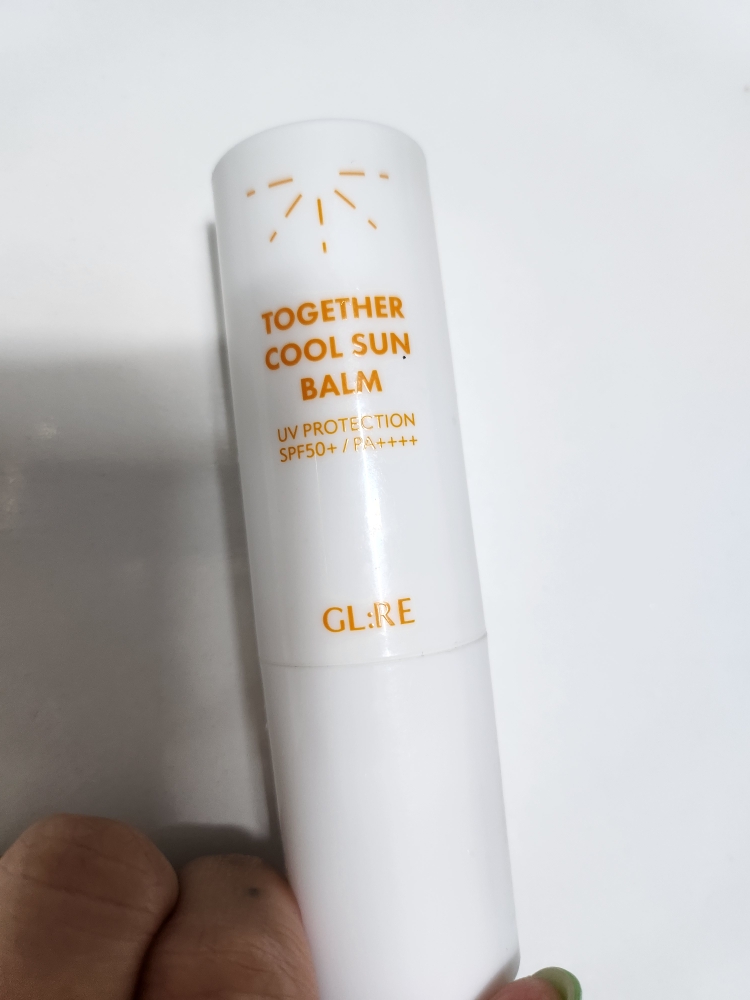 TOGETHER
COOL SUN
BALM
UV PROTECTION
SPF50+ / PA++++
GL:RE